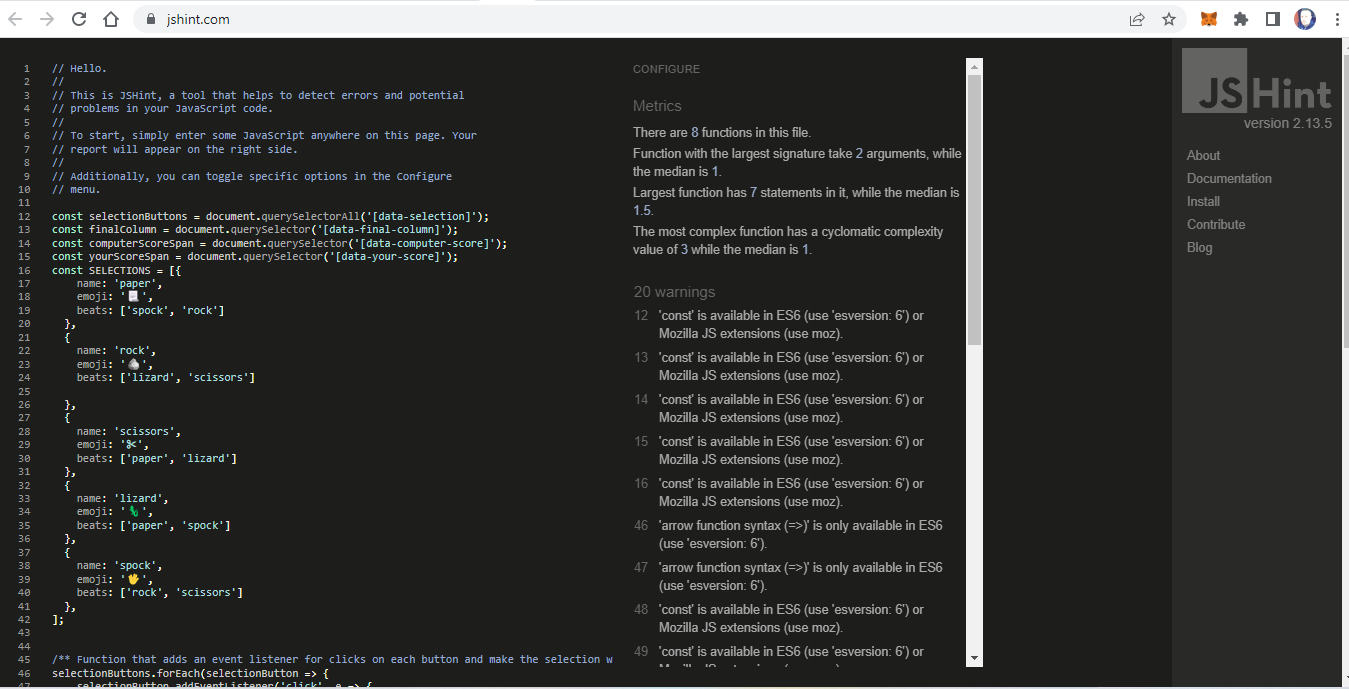 jshint.com
1 // Hello.
2 //
3 // This is JSHint, a tool that helps to detect errors and potential
4 // problems in your JavaScript code.
5 //
6 // To start, simply enter some JavaScript anywhere on this page. Your
7 // report will appear on the right side.
8 //
9 // Additionally, you can toggle specific options in the Configure
10 // menu.
11
12 const selectionButtons = document.querySelectorAll('[data-selection]');
13 const finalColumn = document.querySelector('[data-final-column]');
14 const computerScoreSpan = document.querySelector('[data-computer-score]');
15 const yourScoreSpan = document.querySelector('[data-your-score]');
16 const SELECTIONS = [{
17 name: 'paper',
18 emoji: '📃',
19 beats: ['spock', 'rock']
20 },
21 {
22 name: 'rock',
23 emoji: '🪨',
24 beats: ['lizard', 'scissors']
25
26 },
27 {
28 name: 'scissors',
29 emoji: '✂',
30 beats: ['paper', 'lizard']
31 },
32 {
33 name: 'lizard',
34 emoji: '🦎',
35 beats: ['paper', 'spock']
36 },
37 {
38 name: 'spock',
39 emoji: '🖖',
40 beats: ['rock', 'scissors']
41 },
42 ];
43
44
45 /** Function that adds an event listener for clicks on each button and make the selection w
46 selectionButtons.forEach(selectionButton => {
47 selectionButton.addEventListener('click', e => {
CONFIGURE
Metrics
There are 8 functions in this file.
Function with the largest signature take 2 arguments, while
the median is 1.
Largest function has 7 statements in it, while the median is
1.5.
The most complex function has a cyclomatic complexity
value of 3 while the median is 1.
20 warnings
12 'const' is available in ES6 (use 'esversion: 6') or
Mozilla JS extensions (use moz).
13 'const' is available in ES6 (use 'esversion: 6') or
Mozilla JS extensions (use moz).
14 'const' is available in ES6 (use 'esversion: 6') or
Mozilla JS extensions (use moz).
15 'const' is available in ES6 (use 'esversion: 6') or
Mozilla JS extensions (use moz).
16 'const' is available in ES6 (use 'esversion: 6') or
Mozilla JS extensions (use moz).
46 'arrow function syntax (=>)' is only available in ES6
(use 'esversion: 6').
47 'arrow function syntax (=>)' is only available in ES6
(use 'esversion: 6').
48 'const' is available in ES6 (use 'esversion: 6') or
Mozilla JS extensions (use moz).
49 'const' is available in ES6 (use 'esversion: 6') or
JSHint
version 2.13.5
About
Documentation
Install
Contribute
Blog